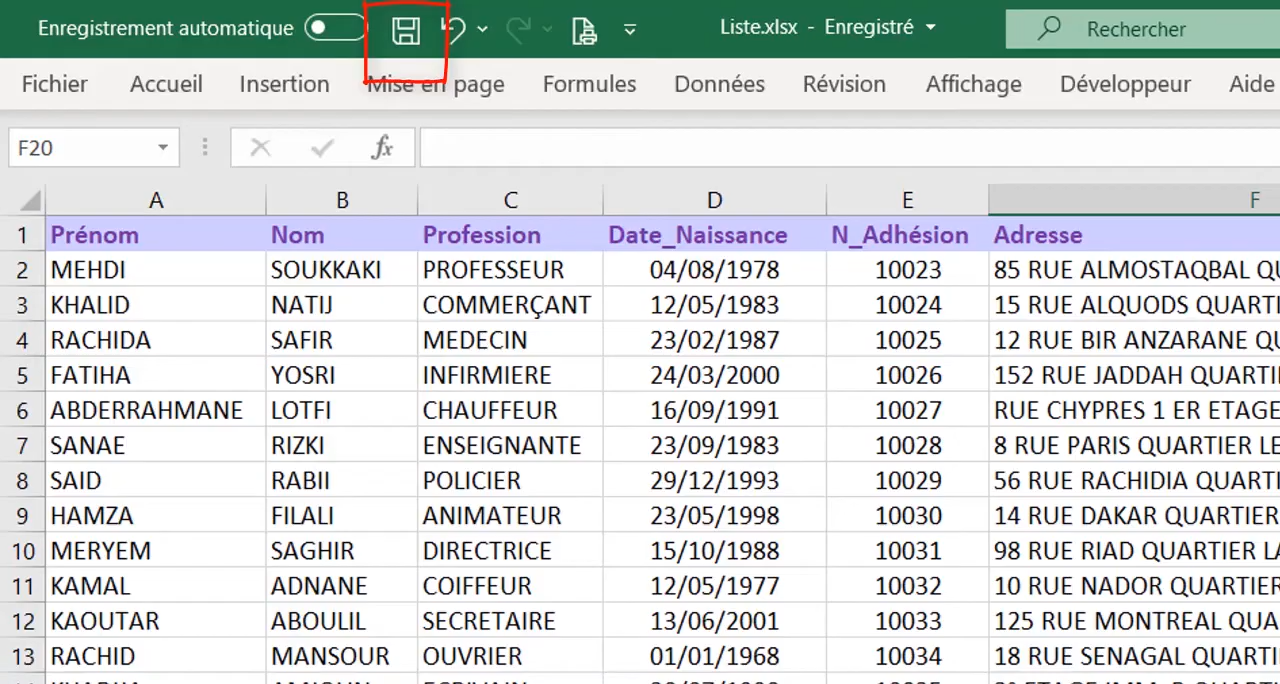 Enregistrement automatique Liste.xlsx - Enregistré Rechercher
Fichier Accueil Insertion Mise en page Formules Données Révision Affichage Développeur Aide
F20 fx
A B C D E F
1 Prénom Nom Profession Date_Naissance N_Adhésion Adresse
2 MEHDI SOUKKAKI PROFESSEUR 04/08/1978 10023 85 RUE ALMOSTAQBAL QU
3 KHALID NATIJ COMMERÇANT 12/05/1983 10024 15 RUE ALQUODS QUARTI
4 RACHIDA SAFIR MEDECIN 23/02/1987 10025 12 RUE BIR ANZARANE QU
5 FATIHA YOSRI INFIRMIERE 24/03/2000 10026 152 RUE JADDAH QUARTI
6 ABDERRAHMANE LOTFI CHAUFFEUR 16/09/1991 10027 RUE CHYPRES 1 ER ETAGE
7 SANAE RIZKI ENSEIGNANTE 23/09/1983 10028 8 RUE PARIS QUARTIER LE
8 SAID RABII POLICIER 29/12/1993 10029 56 RUE RACHIDIA QUARTI
9 HAMZA FILALI ANIMATEUR 23/05/1998 10030 14 RUE DAKAR QUARTIER
10 MERYEM SAGHIR DIRECTRICE 15/10/1988 10031 98 RUE RIAD QUARTIER LA
11 KAMAL ADNANE COIFFEUR 12/05/1977 10032 10 RUE NADOR QUARTIER
12 KAOUTAR ABOULIL SECRETAIRE 13/06/2001 10033 125 RUE MONTREAL QUA
13 RACHID MANSOUR OUVRIER 01/01/1968 10034 18 RUE SENAGAL QUARTI